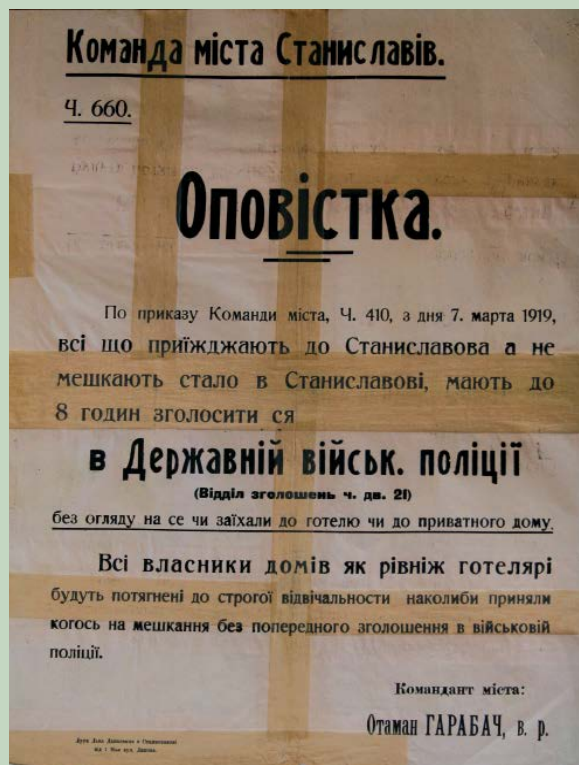 Команда міста Станиславів.
Ч. 660.
Оповістка.
По приказу Команди міста, Ч. 410, з дня 7. марта 1919,
всі що приїжджають до Станиславова а не
мешкають стало в Станиславові, мають до
8 годин зголосити ся
в Державній військ. поліції
(Відділ зголошень ч. дв. 21)
без огляду на се чи заїхали до готелю чи до приватного дому.
Всі власники домів як рівніж готелярі
будуть потягнені до строгої відвічальности наколиби приняли
когось на мешкання без попередного зголошення в військовій
поліції.
Командант міста:
Отаман ГАРАБАЧ, в. р.